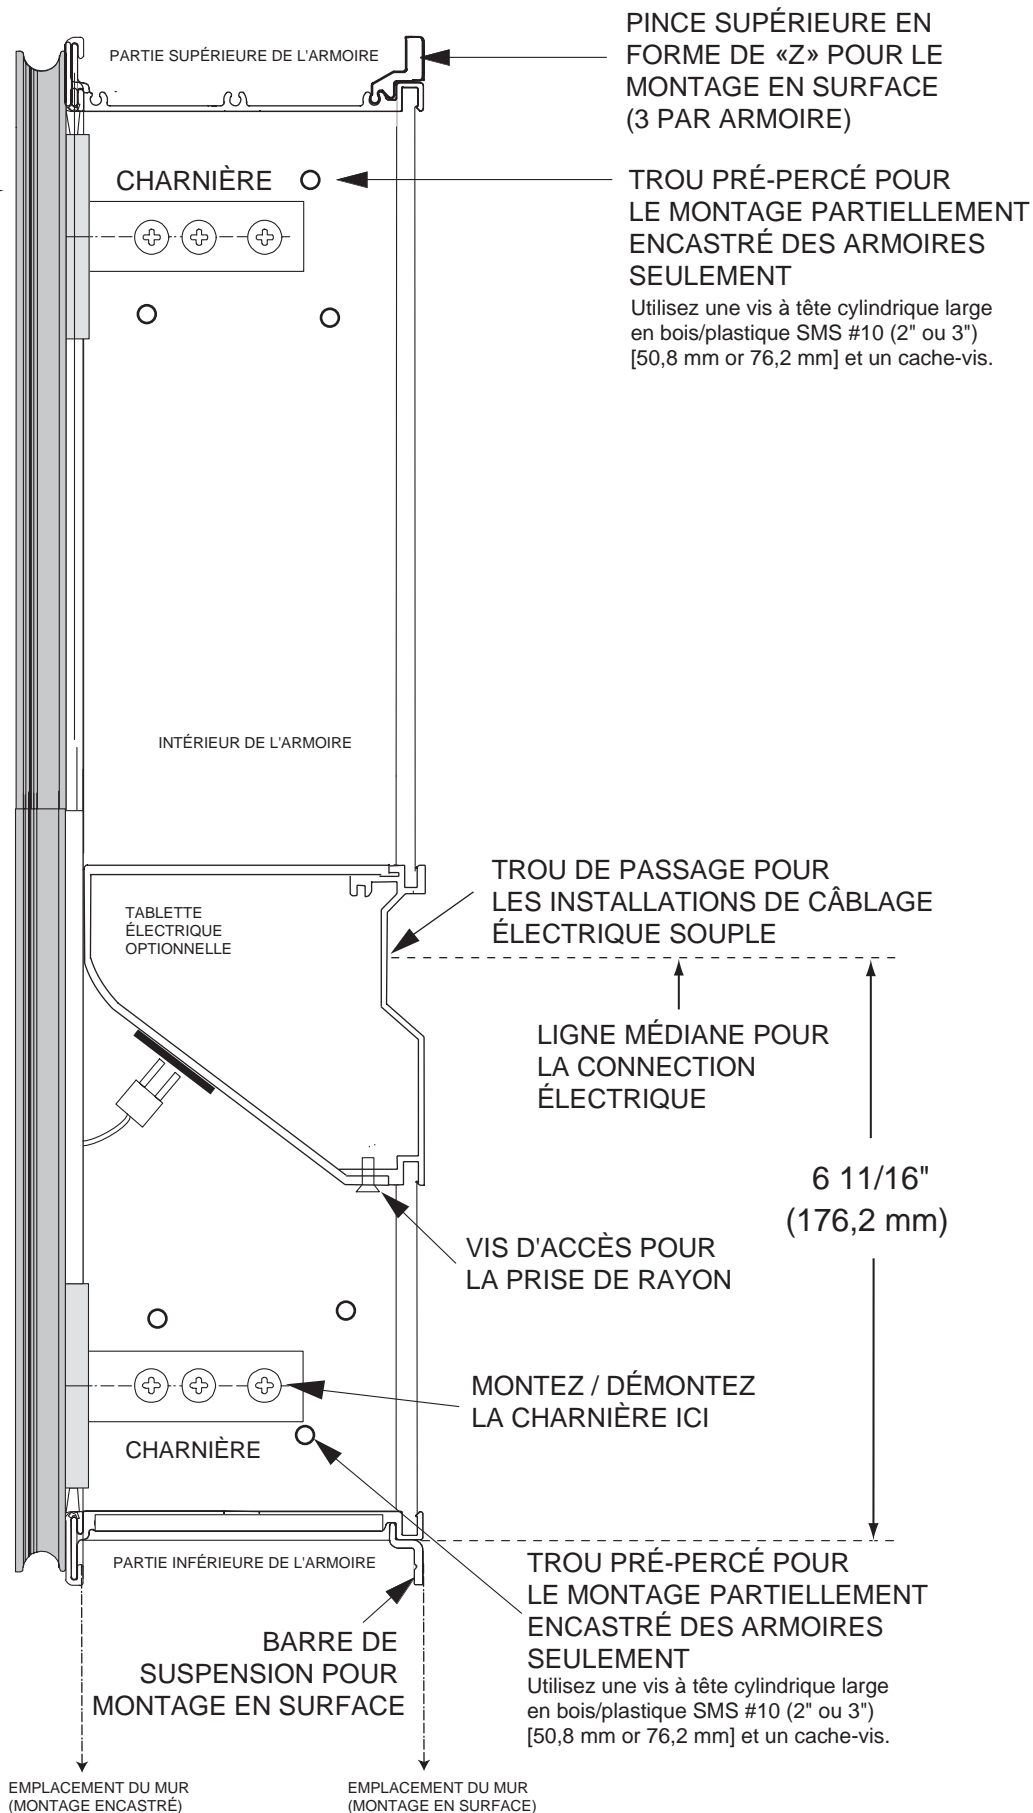 PINCE SUPÉRIEURE EN
FORME DE «Z» POUR LE
MONTAGE EN SURFACE
(3 PAR ARMOIRE)
PARTIE SUPÉRIEURE DE L'ARMOIRE
CHARNIÈRE
TROU PRÉ-PERCÉ POUR
LE MONTAGE PARTIELLEMENT
ENCASTRÉ DES ARMOIRES
SEULEMENT
Utilisez une vis à tête cylindrique large
en bois/plastique SMS #10 (2" ou 3")
[50,8 mm or 76,2 mm] et un cache-vis.
INTÉRIEUR DE L'ARMOIRE
TROU DE PASSAGE POUR
LES INSTALLATIONS DE CÂBLAGE
ÉLECTRIQUE SOUPLE
TABLETTE
ÉLECTRIQUE
OPTIONNELLE
LIGNE MÉDIANE POUR
LA CONNECTION
ÉLECTRIQUE
6 11/16"
(176,2 mm)
VIS D'ACCÈS POUR
LA PRISE DE RAYON
MONTEZ / DÉMONTEZ
LA CHARNIÈRE ICI
CHARNIÈRE
PARTIE INFÉRIEURE DE L'ARMOIRE
TROU PRÉ-PERCÉ POUR
LE MONTAGE PARTIELLEMENT
ENCASTRÉ DES ARMOIRES
SEULEMENT
Utilisez une vis à tête cylindrique large
en bois/plastique SMS #10 (2" ou 3")
[50,8 mm or 76,2 mm] et un cache-vis.
BARRE DE
SUSPENSION POUR
MONTAGE EN SURFACE
EMPLACEMENT DU MUR
(MONTAGE ENCASTRÉ)
EMPLACEMENT DU MUR
(MONTAGE EN SURFACE)